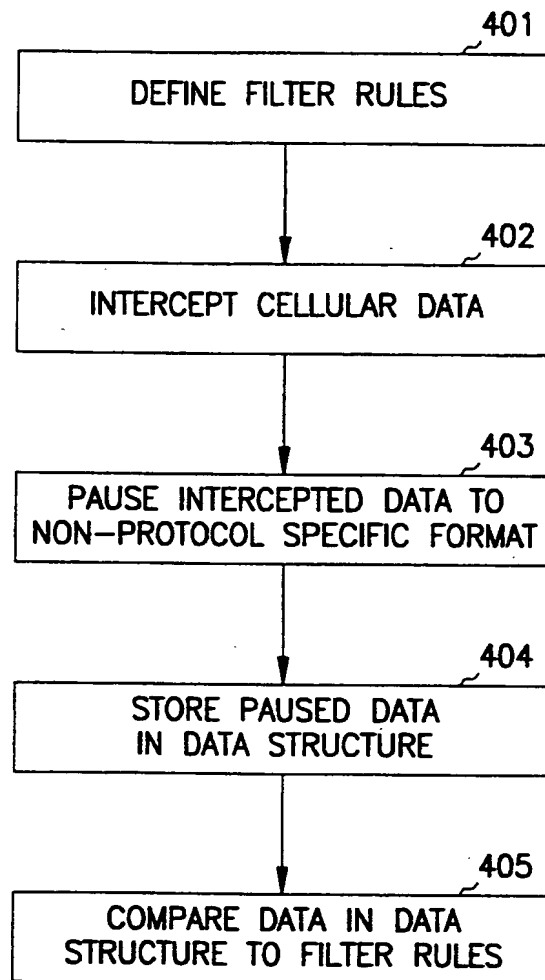 401
DEFINE FILTER RULES
402
INTERCEPT CELLULAR DATA
403
PAUSE INTERCEPTED DATA TO
NON-PROTOCOL SPECIFIC FORMAT
404
STORE PAUSED DATA
IN DATA STRUCTURE
405
COMPARE DATA IN DATA
STRUCTURE TO FILTER RULES